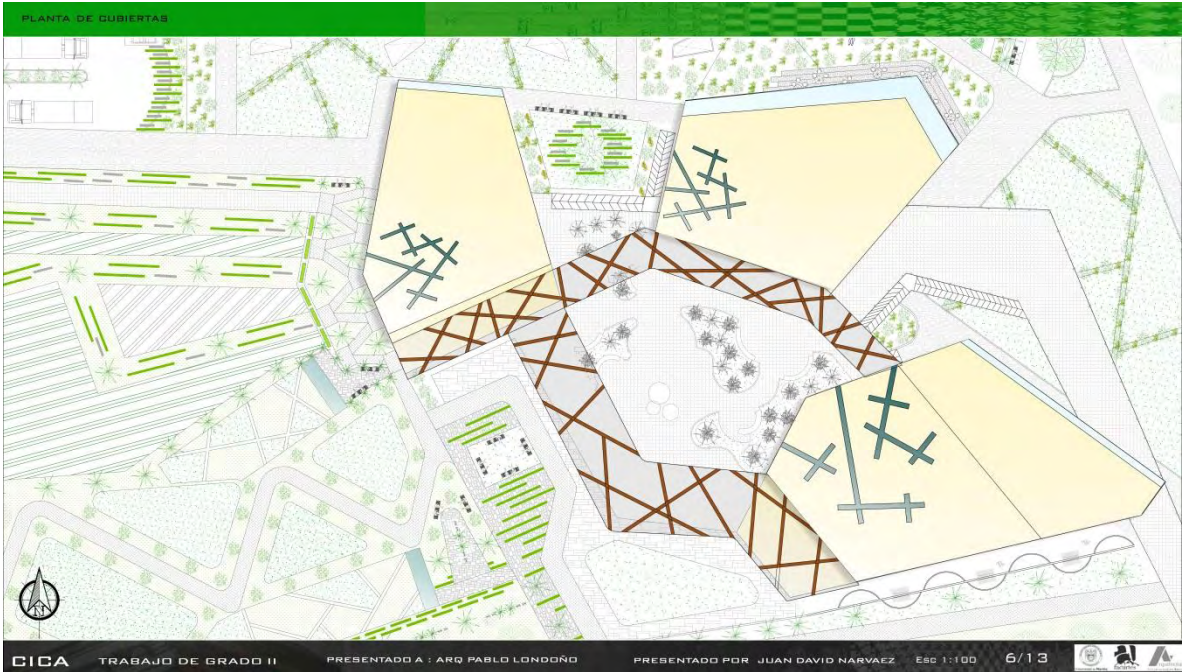 PLANTA DE CUBIERTAS
CICA TRABAJO DE GRADO II PRESENTADO A : ARQ PABLO LONDOÑO PRESENTADO POR JUAN DAVID NARVAEZ Esc 1:100 6/13